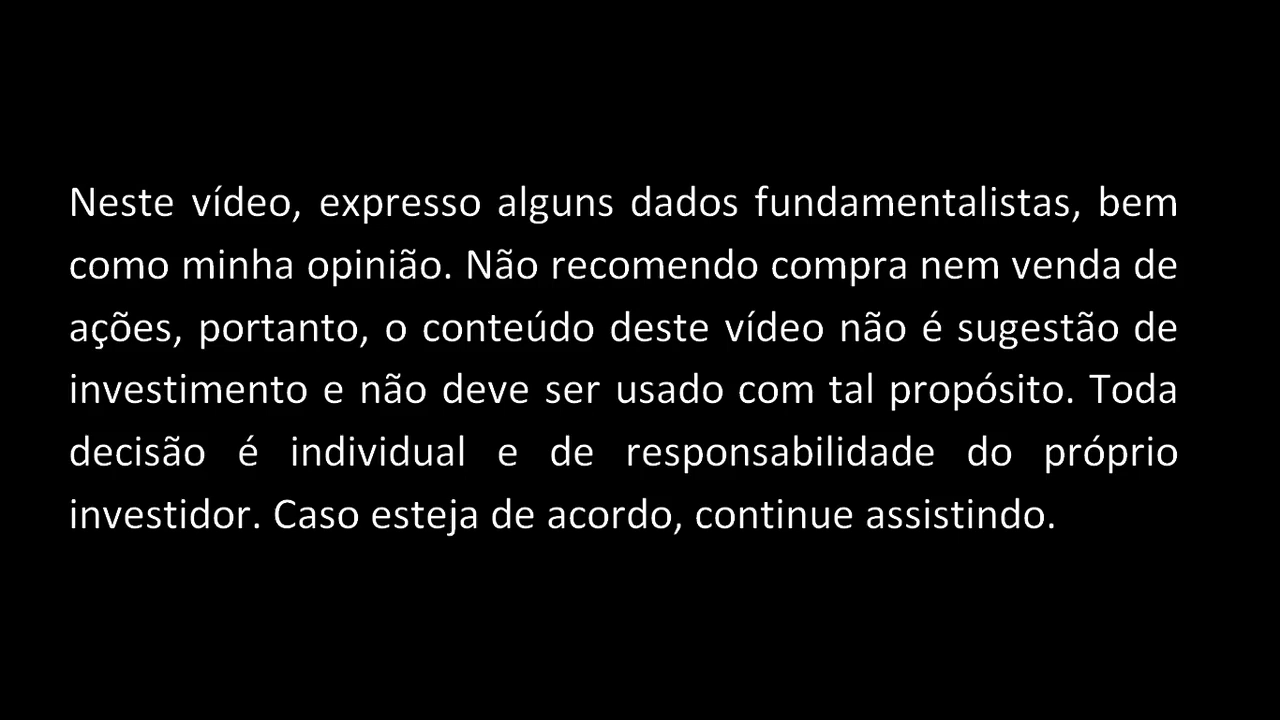 Neste vídeo, expresso alguns dados fundamentalistas, bem
como minha opinião. Não recomendo compra nem venda de
ações, portanto, o conteúdo deste vídeo não é sugestão de
investimento e não deve ser usado com tal propósito. Toda
decisão é individual e de responsabilidade do próprio
investidor. Caso esteja de acordo, continue assistindo.